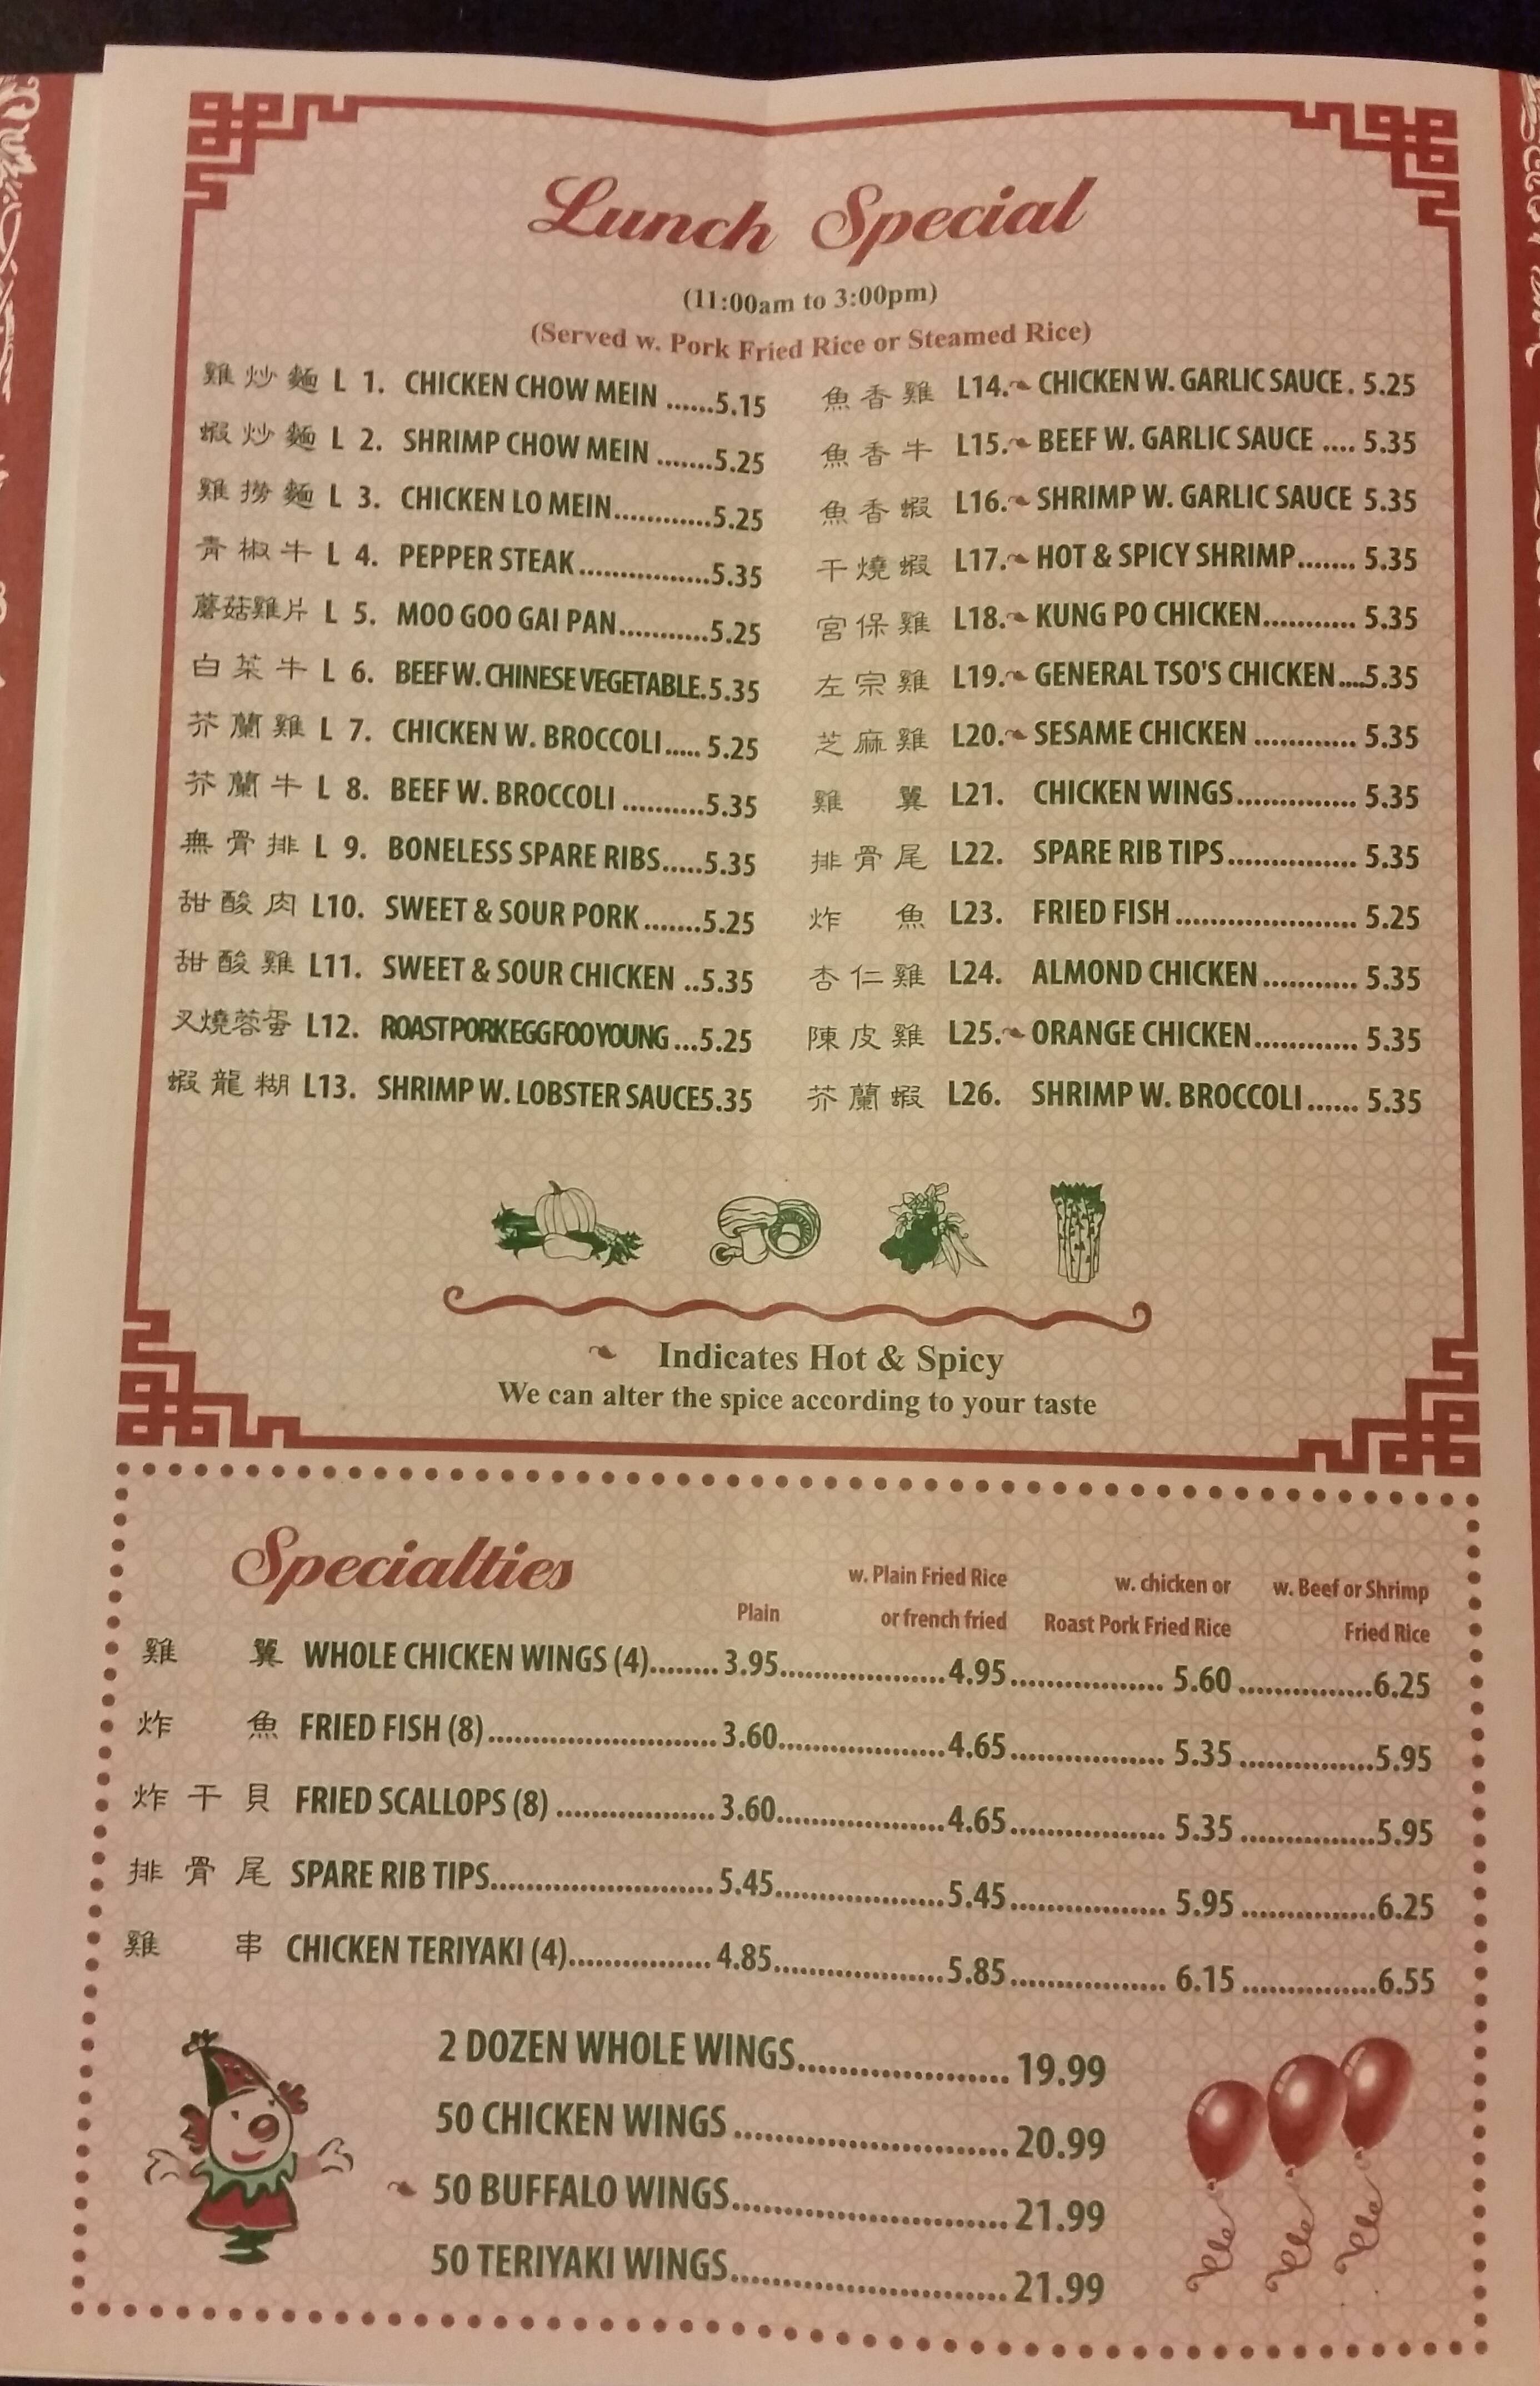 Lunch Special
(11:00am to 3:00pm)
(Served w. Pork Fried Rice or Steamed Rice)
雞炒麵 L 1. CHICKEN CHOW MEIN ......5.15
蝦炒麵 L 2. SHRIMP CHOW MEIN .......5.25
雞撈麵 L 3. CHICKEN LO MEIN............5.25
青椒牛 L 4. PEPPER STEAK................5.35
蘑菇雞片 L 5. MOO GOO GAI PAN...........5.25
白菜牛 L 6. BEEF W. CHINESE VEGETABLE.5.35
芥蘭雞 L 7. CHICKEN W. BROCCOLI..... 5.25
芥蘭牛 L 8. BEEF W. BROCCOLI ..........5.35
無骨排 L 9. BONELESS SPARE RIBS.....5.35
甜酸肉 L10. SWEET & SOUR PORK .......5.25
甜酸雞 L11. SWEET & SOUR CHICKEN ..5.35
叉燒蓉蛋 L12. ROAST PORK EGG FOO YOUNG ...5.25
蝦龍糊 L13. SHRIMP W. LOBSTER SAUCE5.35
魚香雞 L14. CHICKEN W. GARLIC SAUCE . 5.25
魚香牛 L15. BEEF W. GARLIC SAUCE .... 5.35
魚香蝦 L16. SHRIMP W. GARLIC SAUCE 5.35
干燒蝦 L17. HOT & SPICY SHRIMP....... 5.35
宮保雞 L18. KUNG PO CHICKEN............ 5.35
左宗雞 L19. GENERAL TSO'S CHICKEN....5.35
芝麻雞 L20. SESAME CHICKEN ............. 5.35
雞翼 L21. CHICKEN WINGS............... 5.35
排骨尾 L22. SPARE RIB TIPS................ 5.35
炸魚 L23. FRIED FISH....................... 5.25
杏仁雞 L24. ALMOND CHICKEN............ 5.35
陳皮雞 L25. ORANGE CHICKEN............. 5.35
芥蘭蝦 L26. SHRIMP W. BROCCOLI...... 5.35
Indicates Hot & Spicy
We can alter the spice according to your taste
Specialties
Plain
w. Plain Fried Rice
or french fried
w. chicken or
Roast Pork Fried Rice
w. Beef or Shrimp
Fried Rice
雞翼 WHOLE CHICKEN WINGS (4)........ 3.95...................4.95................... 5.60 ................6.25
炸魚 FRIED FISH (8).......................... 3.60...................4.65................... 5.35 ................5.95
炸干貝 FRIED SCALLOPS (8) .................. 3.60...................4.65................... 5.35 ................5.95
排骨尾 SPARE RIB TIPS......................... 5.45...................5.45................... 5.95 ................6.25
雞串 CHICKEN TERIYAKI (4)................ 4.85...................5.85................... 6.15 ................6.55
2 DOZEN WHOLE WINGS....................... 19.99
50 CHICKEN WINGS .............................. 20.99
50 BUFFALO WINGS.............................. 21.99
50 TERIYAKI WINGS.............................. 21.99